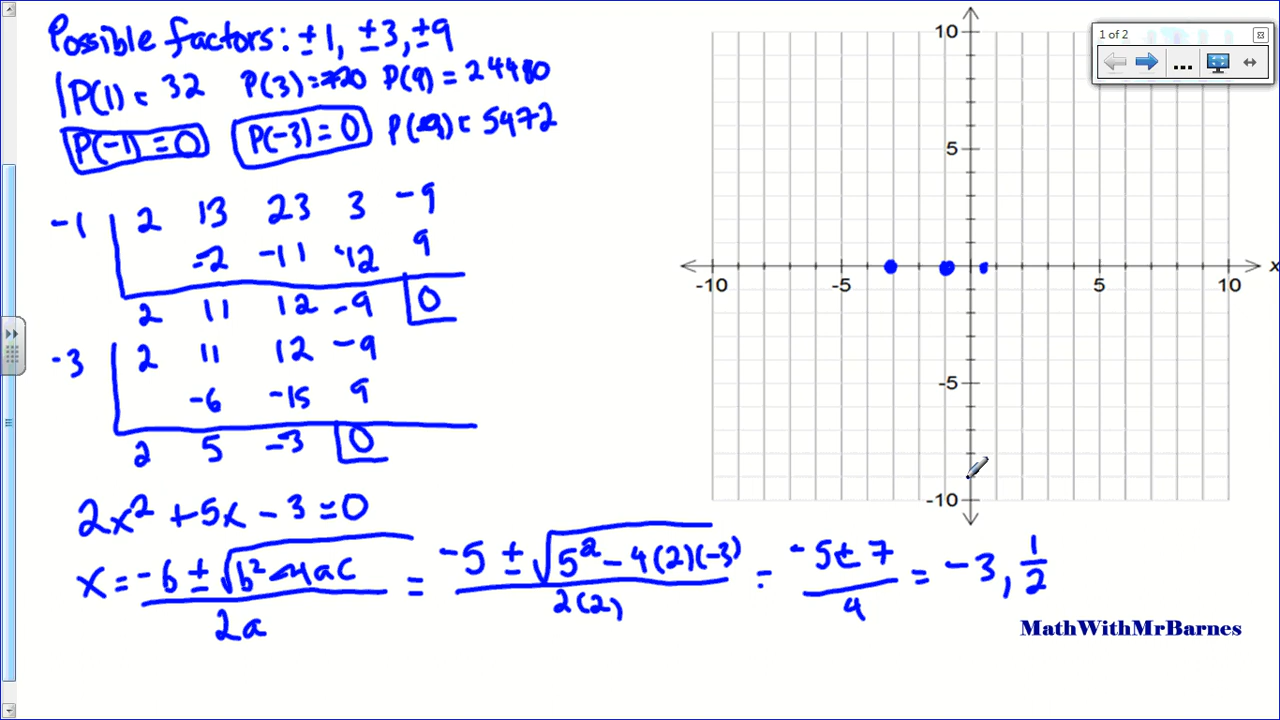 Possible factors: ±1, ±3, ±9
P(1) = 32 P(3) = 720 P(9) = 24480
P(-1) = 0 P(-3) = 0 P(-9) = 5472
-1 2 13 23 3 -9
-2 -11 -12 9
2 11 12 -9 0
-3 2 11 12 -9
-6 -15 9
2 5 -3 0
2x² + 5x - 3 = 0
x = -b ± √b² - 4ac / 2a = -5 ± √5² - 4(2)(-3) / 2(2) = -5 ± 7 / 4 = -3, 1/2
MathWithMrBarnes
1 of 2
...
10
5
-10 -5 5 10 x
-5
-10